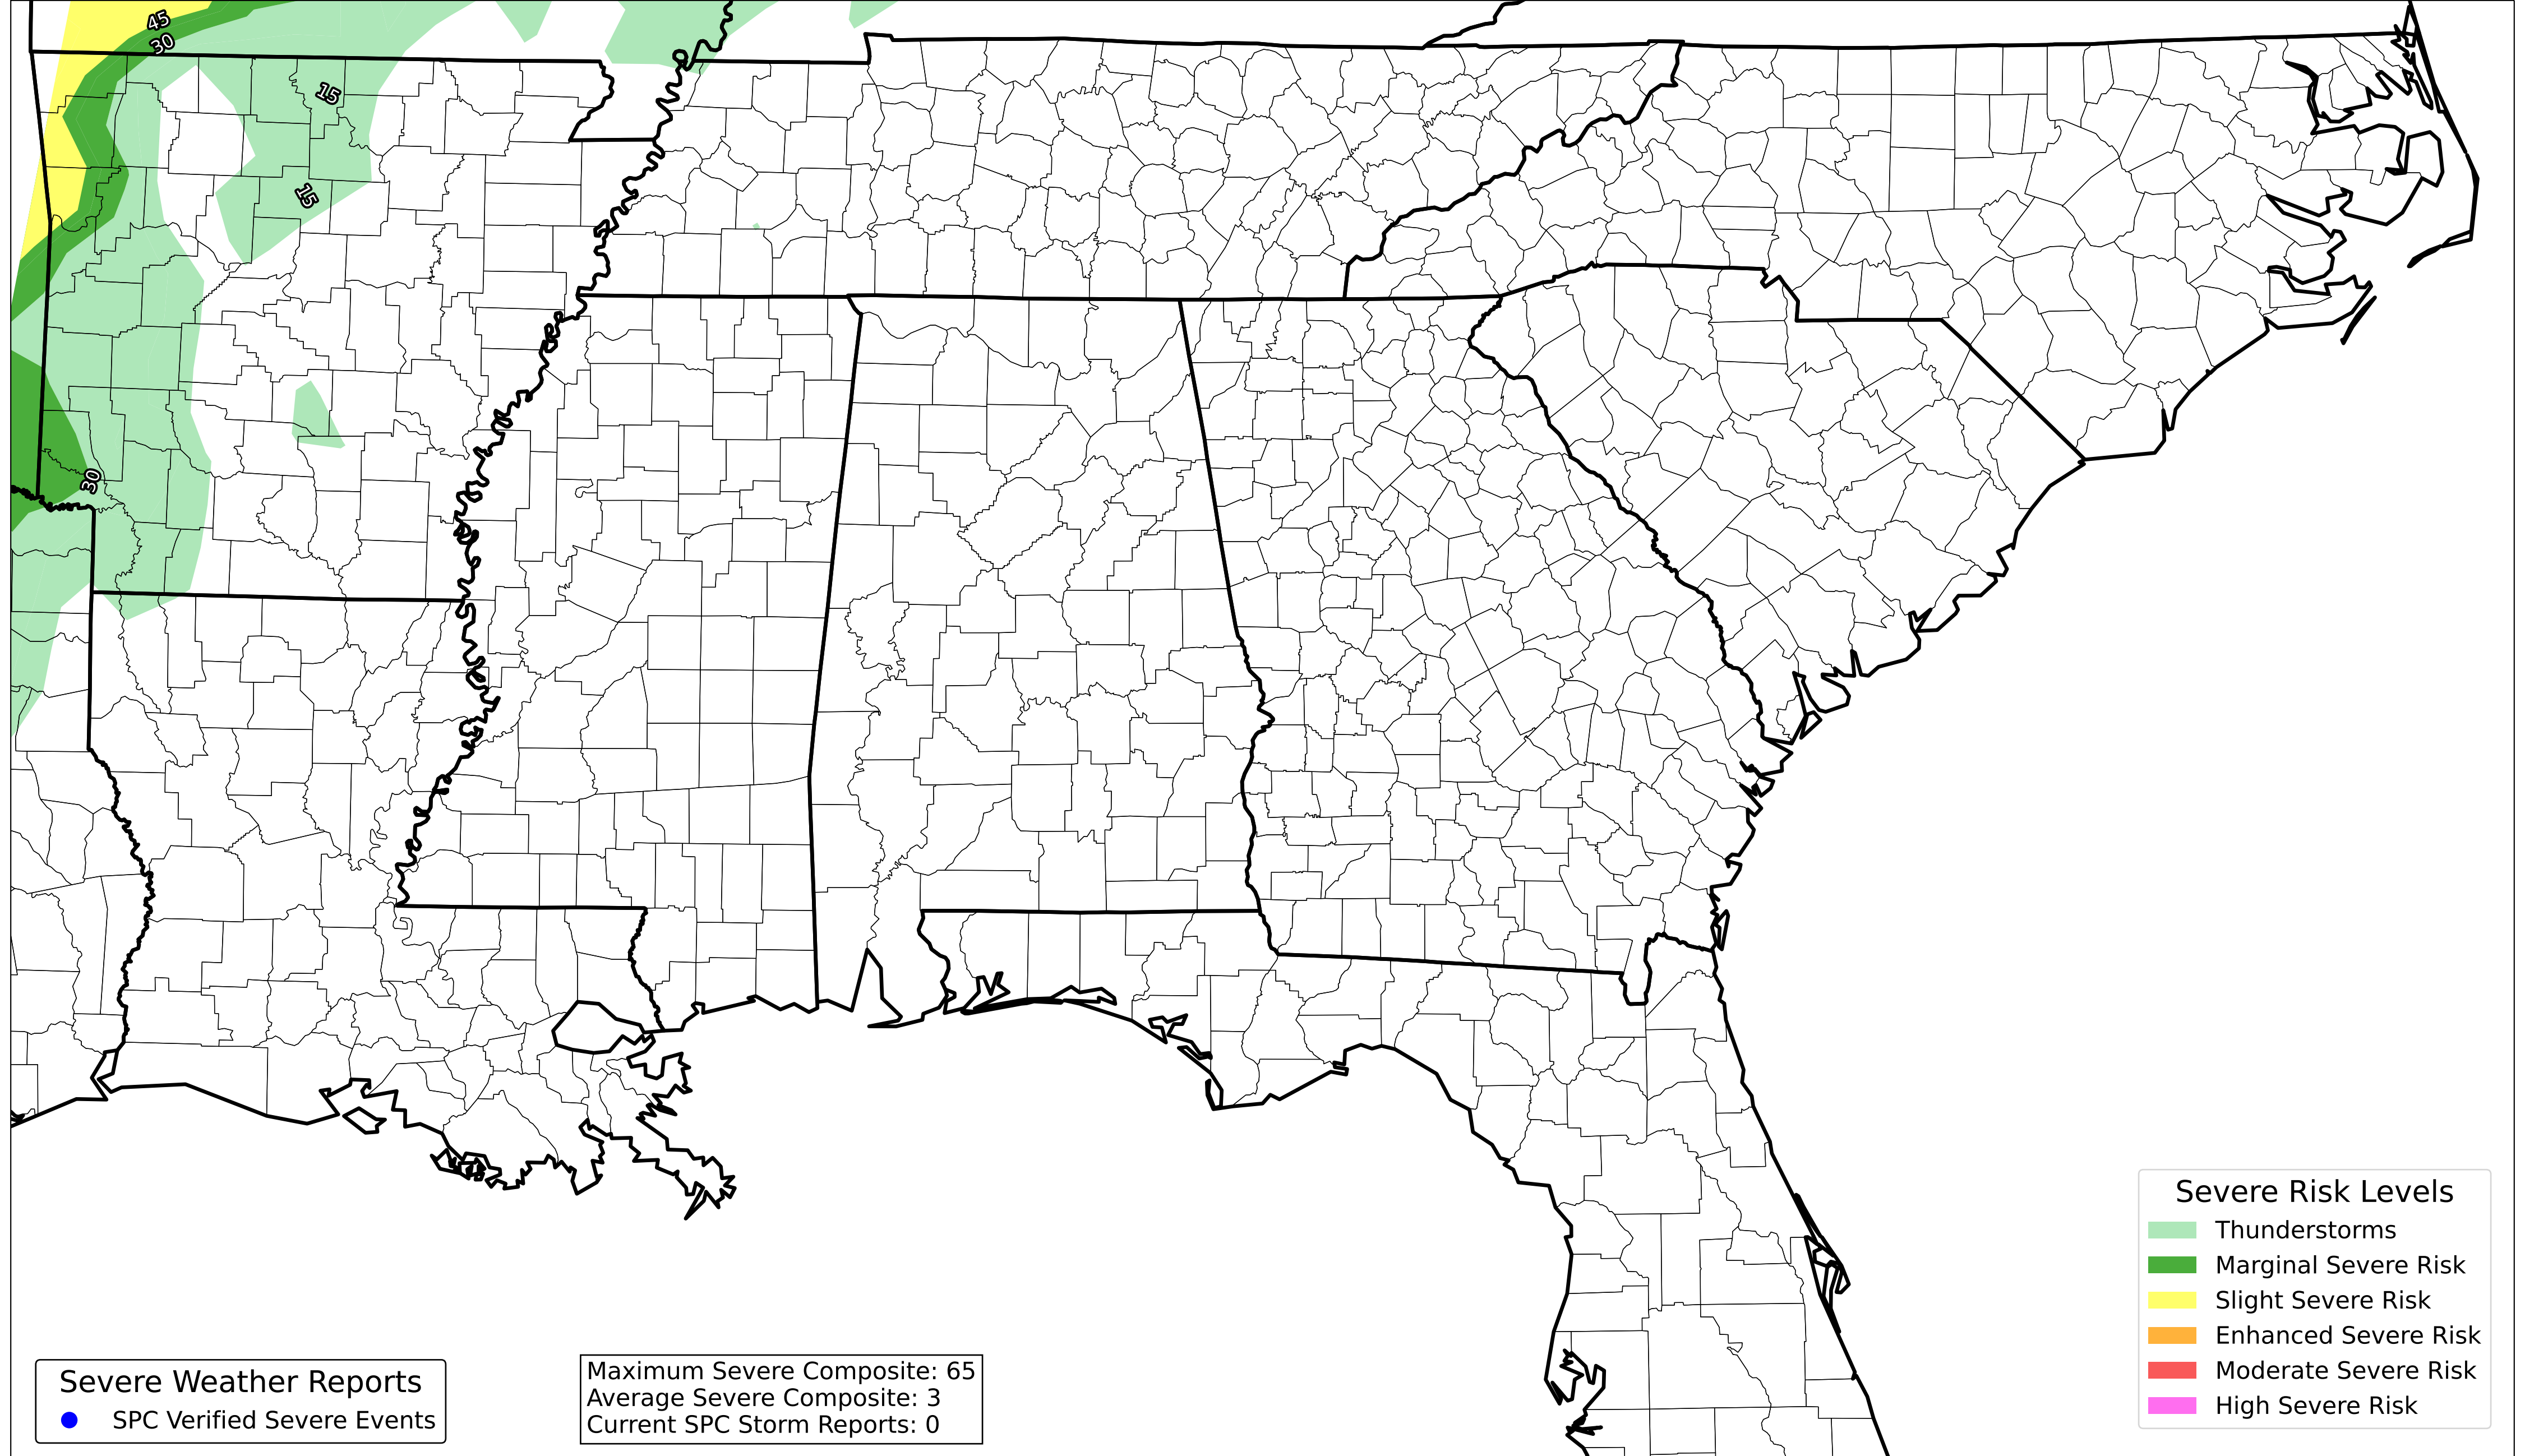 45
30
15
15
30
Severe Risk Levels
Thunderstorms
Marginal Severe Risk
Slight Severe Risk
Enhanced Severe Risk
Moderate Severe Risk
High Severe Risk
Severe Weather Reports
SPC Verified Severe Events
Maximum Severe Composite: 65
Average Severe Composite: 3
Current SPC Storm Reports: 0